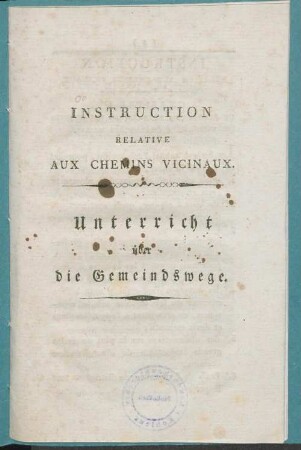 INSTRUCTION
RELATIVE
AUX CHEMINS VICINAUX.
Unterricht
über
die Gemeindswege.